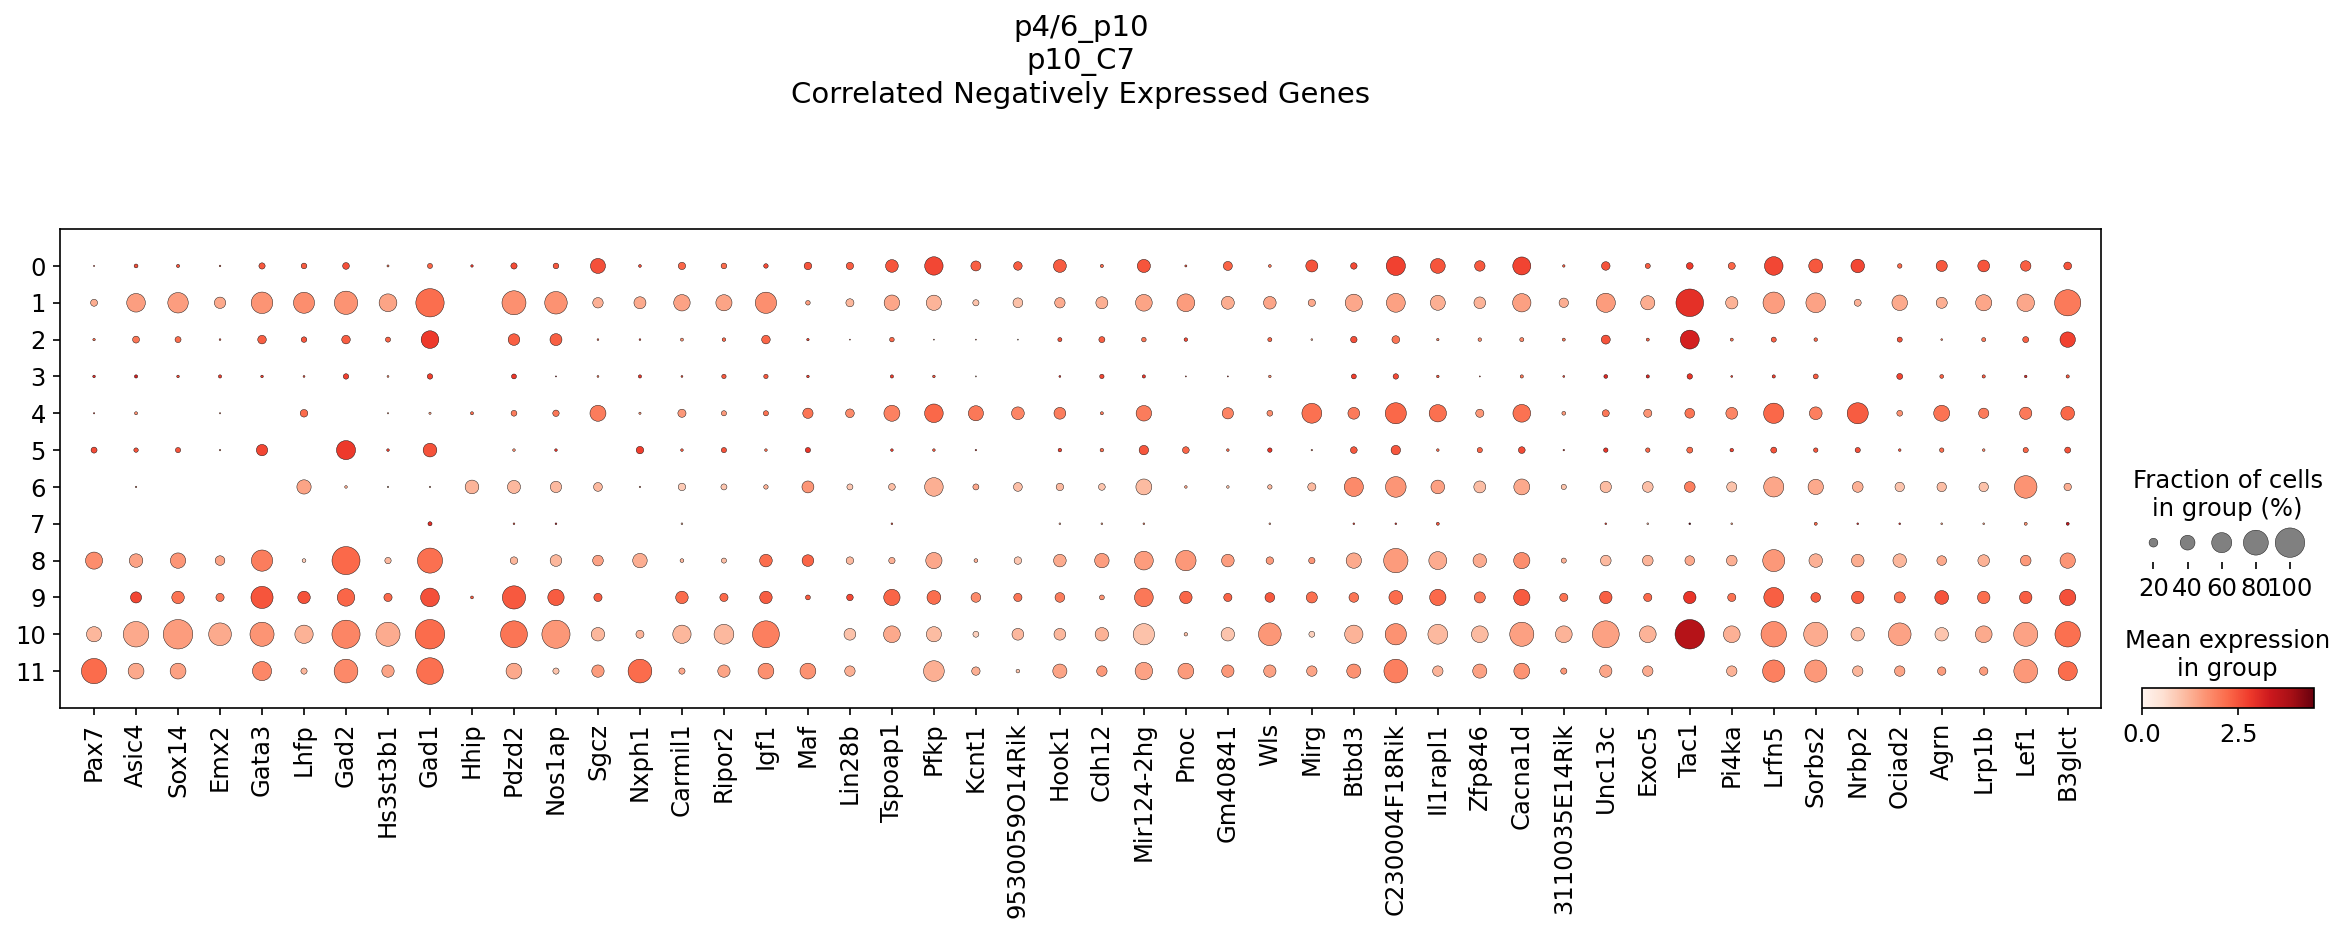 p4/6_p10
p10_C7
Correlated Negatively Expressed Genes
0
1
2
3
4
5
6
7
8
9
10
11
Pax7
Asic4
Sox14
Emx2
Gata3
Lhfp
Gad2
Hs3st3b1
Gad1
Hhip
Pdzd2
Nos1ap
Sgcz
Nxph1
Carmil1
Ripor2
Igf1
Maf
Lin28b
Tspoap1
Pfkp
Kcnt1
9530059O14Rik
Hook1
Cdh12
Mir124-2hg
Pnoc
Gm40841
Wls
Mirg
Btbd3
C230004F18Rik
Il1rapl1
Zfp846
Cacna1d
3110035E14Rik
Unc13c
Exoc5
Tac1
Pi4ka
Lrfn5
Sorbs2
Nrbp2
Ociad2
Agrn
Lrp1b
Lef1
B3glct
Fraction of cells
in group (%)
20 40 60 80 100
Mean expression
in group
0.0 2.5